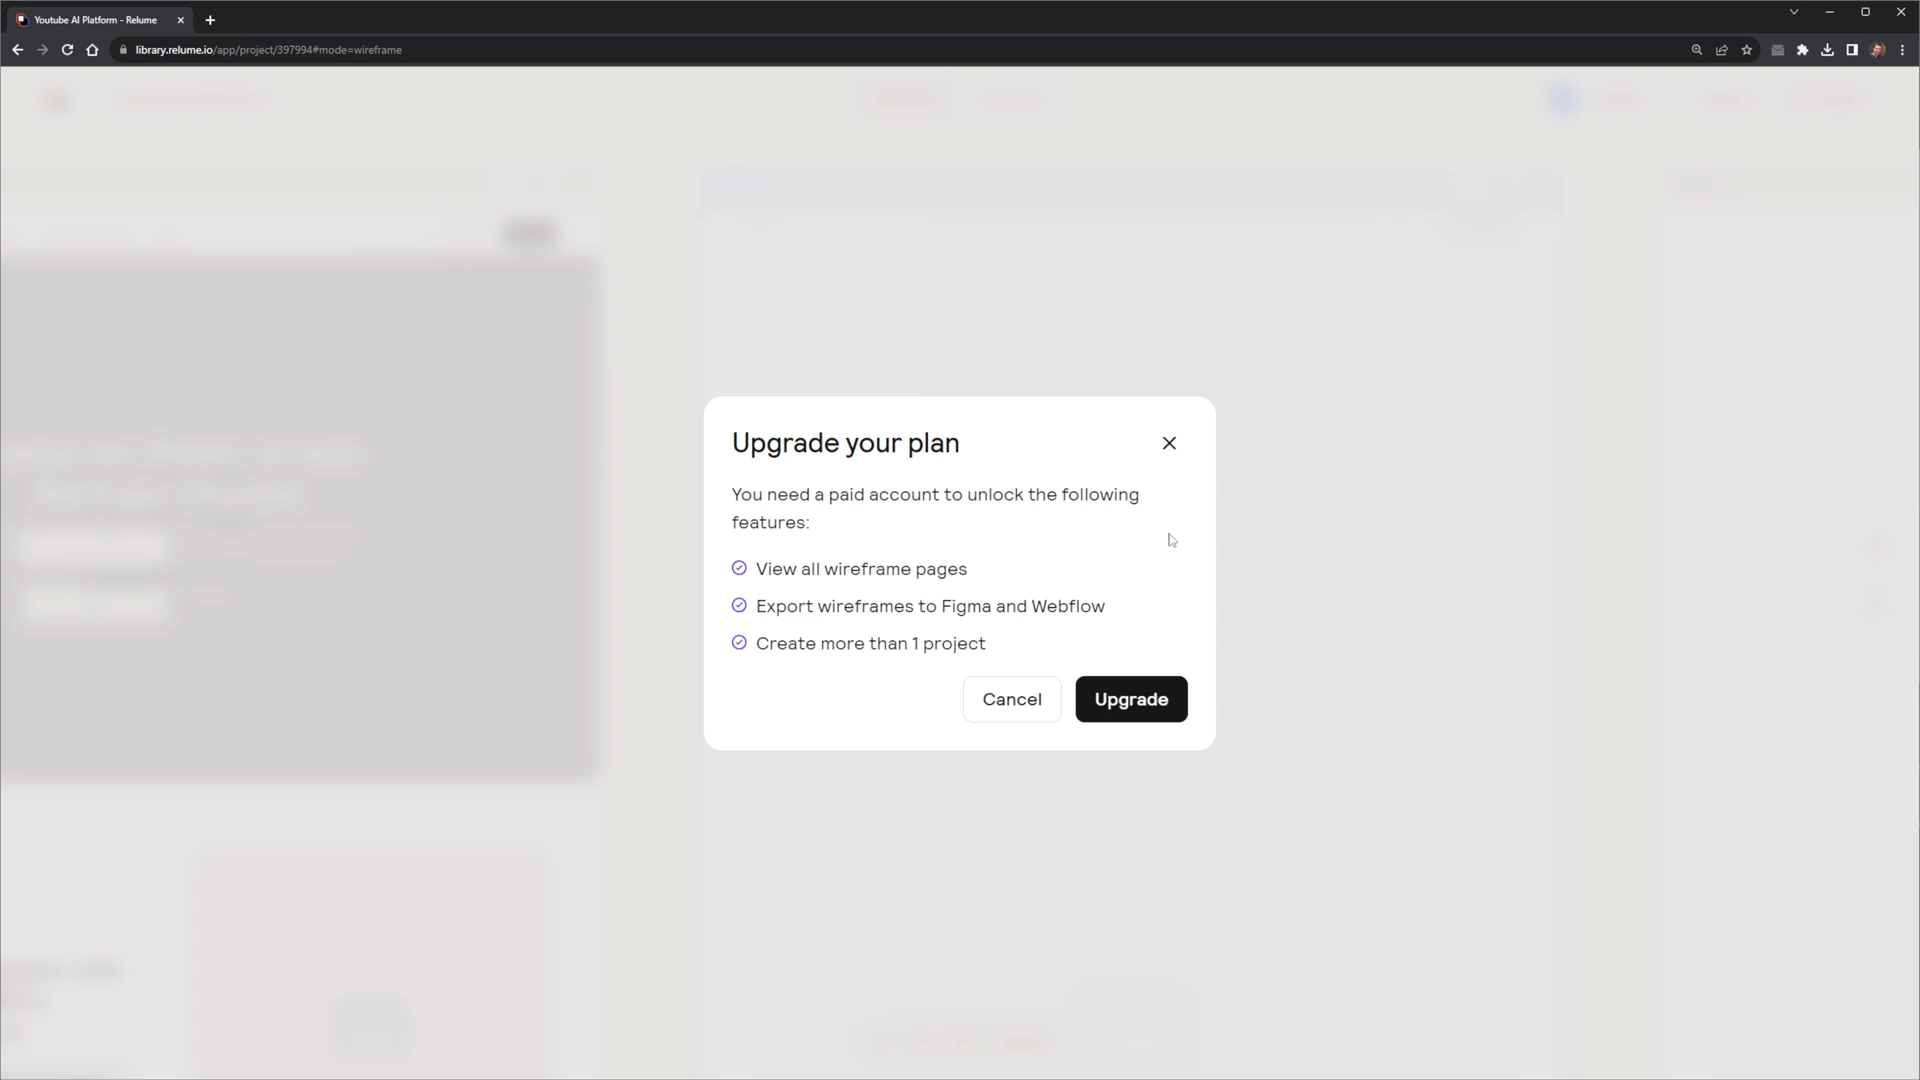 Youtube AI Platform - Relume
library.relume.io/app/project/397994#mode=wireframe
Upgrade your plan
You need a paid account to unlock the following
features:
View all wireframe pages
Export wireframes to Figma and Webflow
Create more than 1 project
Cancel
Upgrade